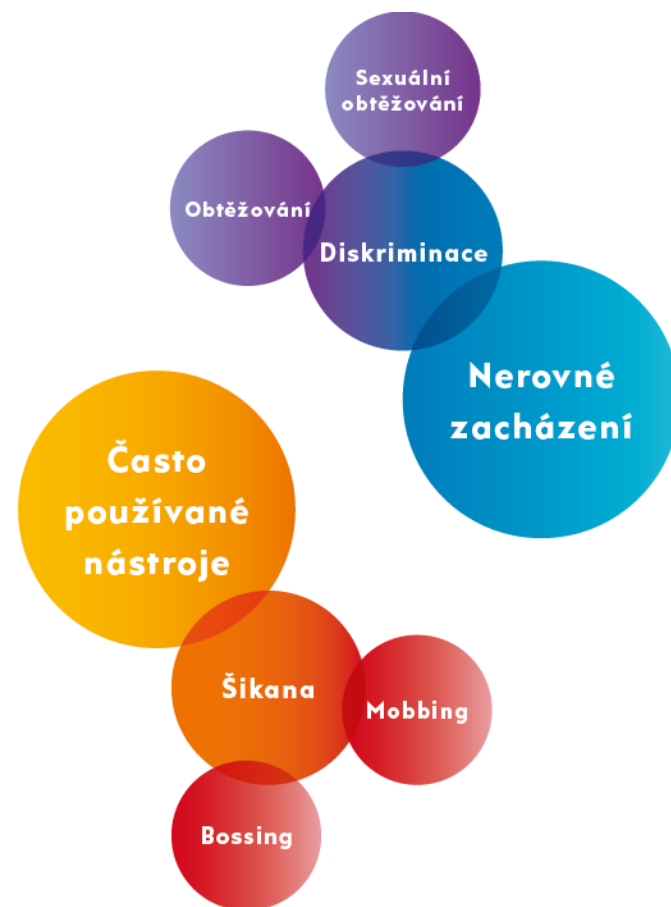 Sexuální
obtěžování
Obtěžování
Diskriminace
Nerovné
zacházení
Často
používané
nástroje
Šikana
Mobbing
Bossing